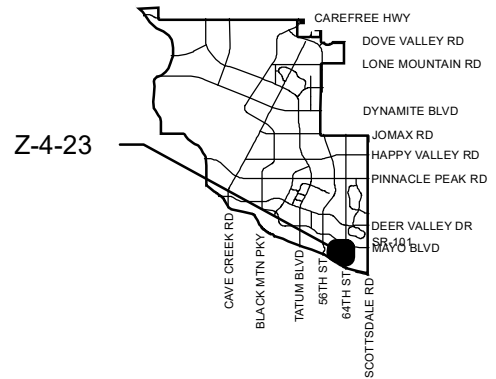 CAREFREE HWY
DOVE VALLEY RD
LONE MOUNTAIN RD
DYNAMITE BLVD
JOMAX RD
Z-4-23
HAPPY VALLEY RD
PINNACLE PEAK RD
DEER VALLEY DR
SR-101
MAYO BLVD
CAVE CREEK RD
BLACK MTN PKY
TATUM BLVD
56TH ST
64TH ST
SCOTTSDALE RD